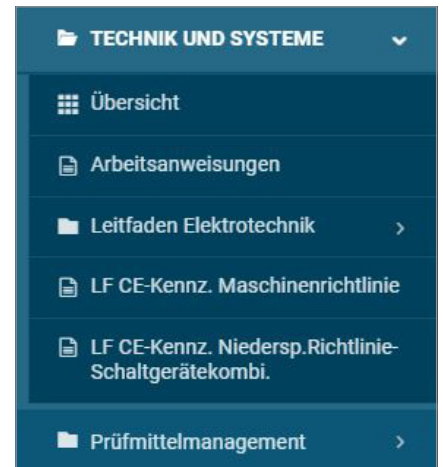 TECHNIK UND SYSTEME
Übersicht
Arbeitsanweisungen
Leitfaden Elektrotechnik
LF CE-Kennz. Maschinenrichtlinie
LF CE-Kennz. Niedersp.Richtlinie-
Schaltgerätekombi.
Prüfmittelmanagement